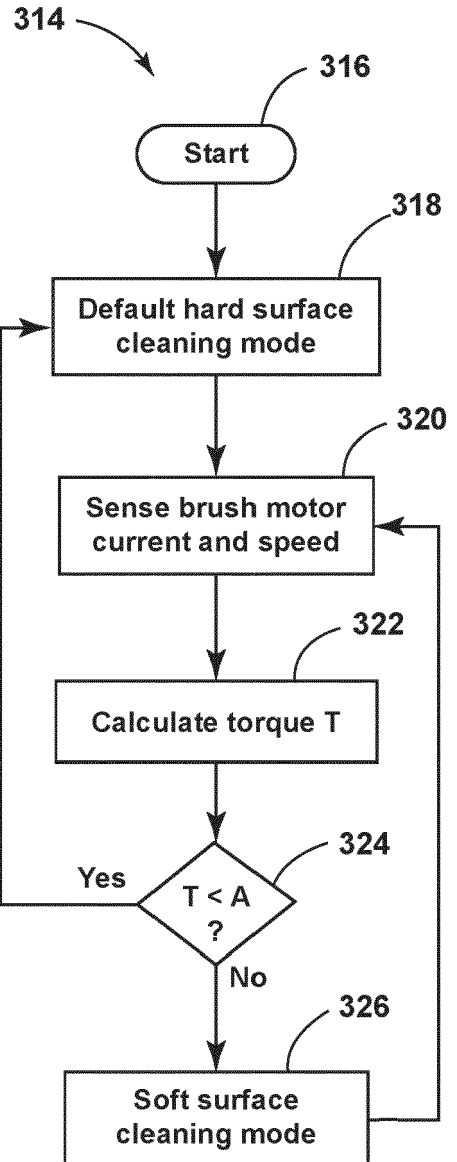 314
316
Start
318
Default hard surface
cleaning mode
320
Sense brush motor
current and speed
322
Calculate torque T
324
Yes
T < A
?
No
326
Soft surface
cleaning mode